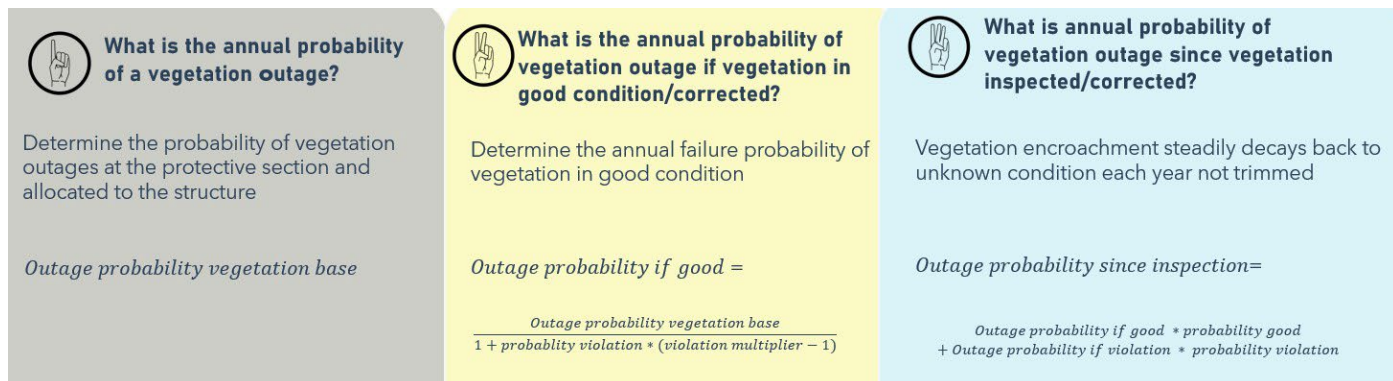 What is the annual probability
of a vegetation outage?
Determine the probability of vegetation
outages at the protective section and
allocated to the structure
Outage probability vegetation base
What is the annual probability of
vegetation outage if vegetation in
good condition/corrected?
Determine the annual failure probability of
vegetation in good condition
Outage probability if good =
Outage probability vegetation base
1 + probablity violation * (violation multiplier − 1)
What is annual probability of
vegetation outage since vegetation
inspected/corrected?
Vegetation encroachment steadily decays back to
unknown condition each year not trimmed
Outage probability since inspection=
Outage probability if good * probability good
+ Outage probability if violation * probability violation